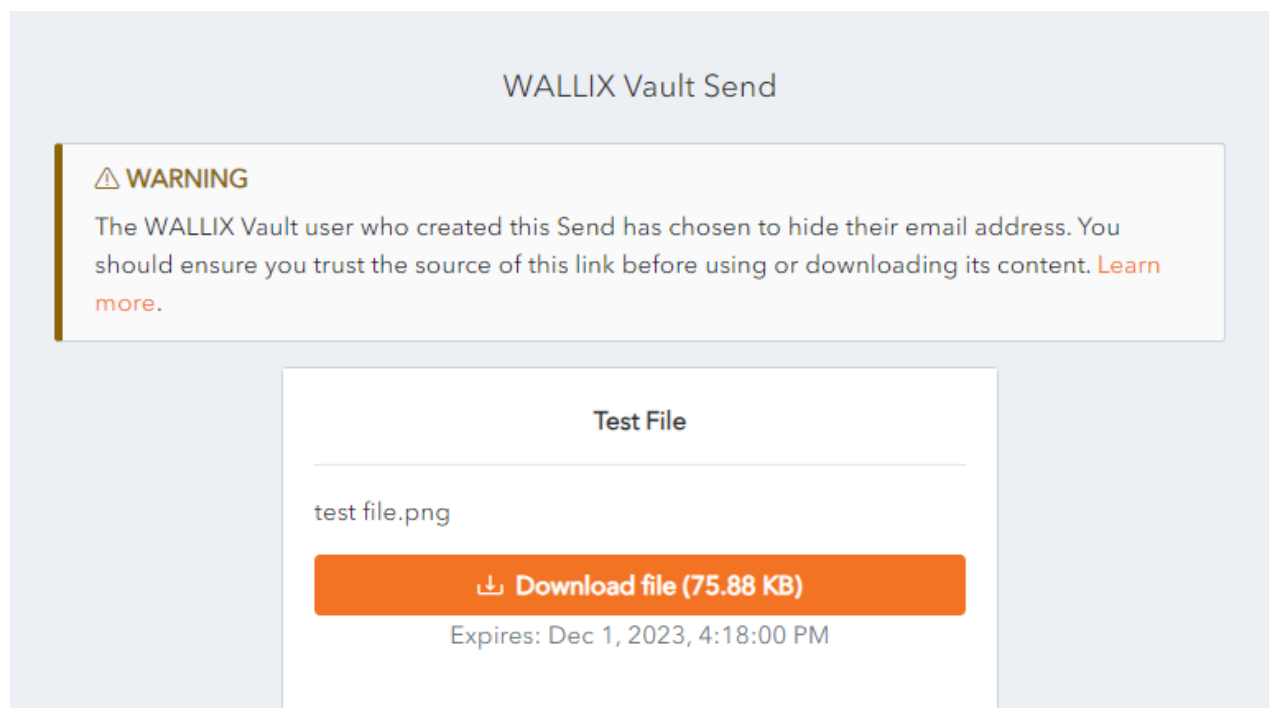 WALLIX Vault Send
⚠ WARNING
The WALLIX Vault user who created this Send has chosen to hide their email address. You
should ensure you trust the source of this link before using or downloading its content. Learn
more.
Test File
test file.png
Download file (75.88 KB)
Expires: Dec 1, 2023, 4:18:00 PM